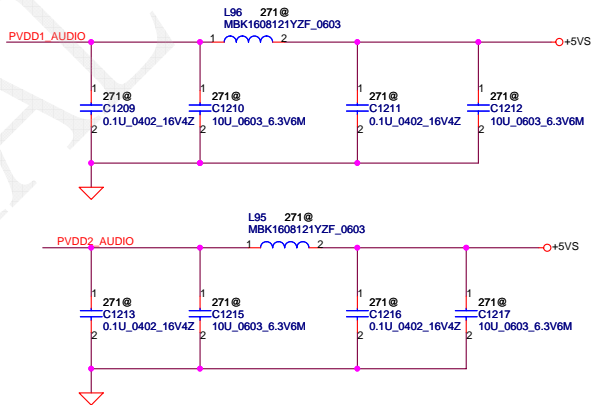 L96 271@
MBK1608121YZF_0603
PVDD1_AUDIO
1 2
+5VS
1 1 1 1
271@ 271@ 271@ 271@
C1209 C1210 C1211 C1212
0.1U_0402_16V4Z 10U_0603_6.3V6M 0.1U_0402_16V4Z 10U_0603_6.3V6M
2 2 2 2
L95 271@
MBK1608121YZF_0603
PVDD2_AUDIO
1 2
+5VS
1 1 1 1
271@ 271@ 271@ 271@
C1213 C1215 C1216 C1217
0.1U_0402_16V4Z 10U_0603_6.3V6M 0.1U_0402_16V4Z 10U_0603_6.3V6M
2 2 2 2